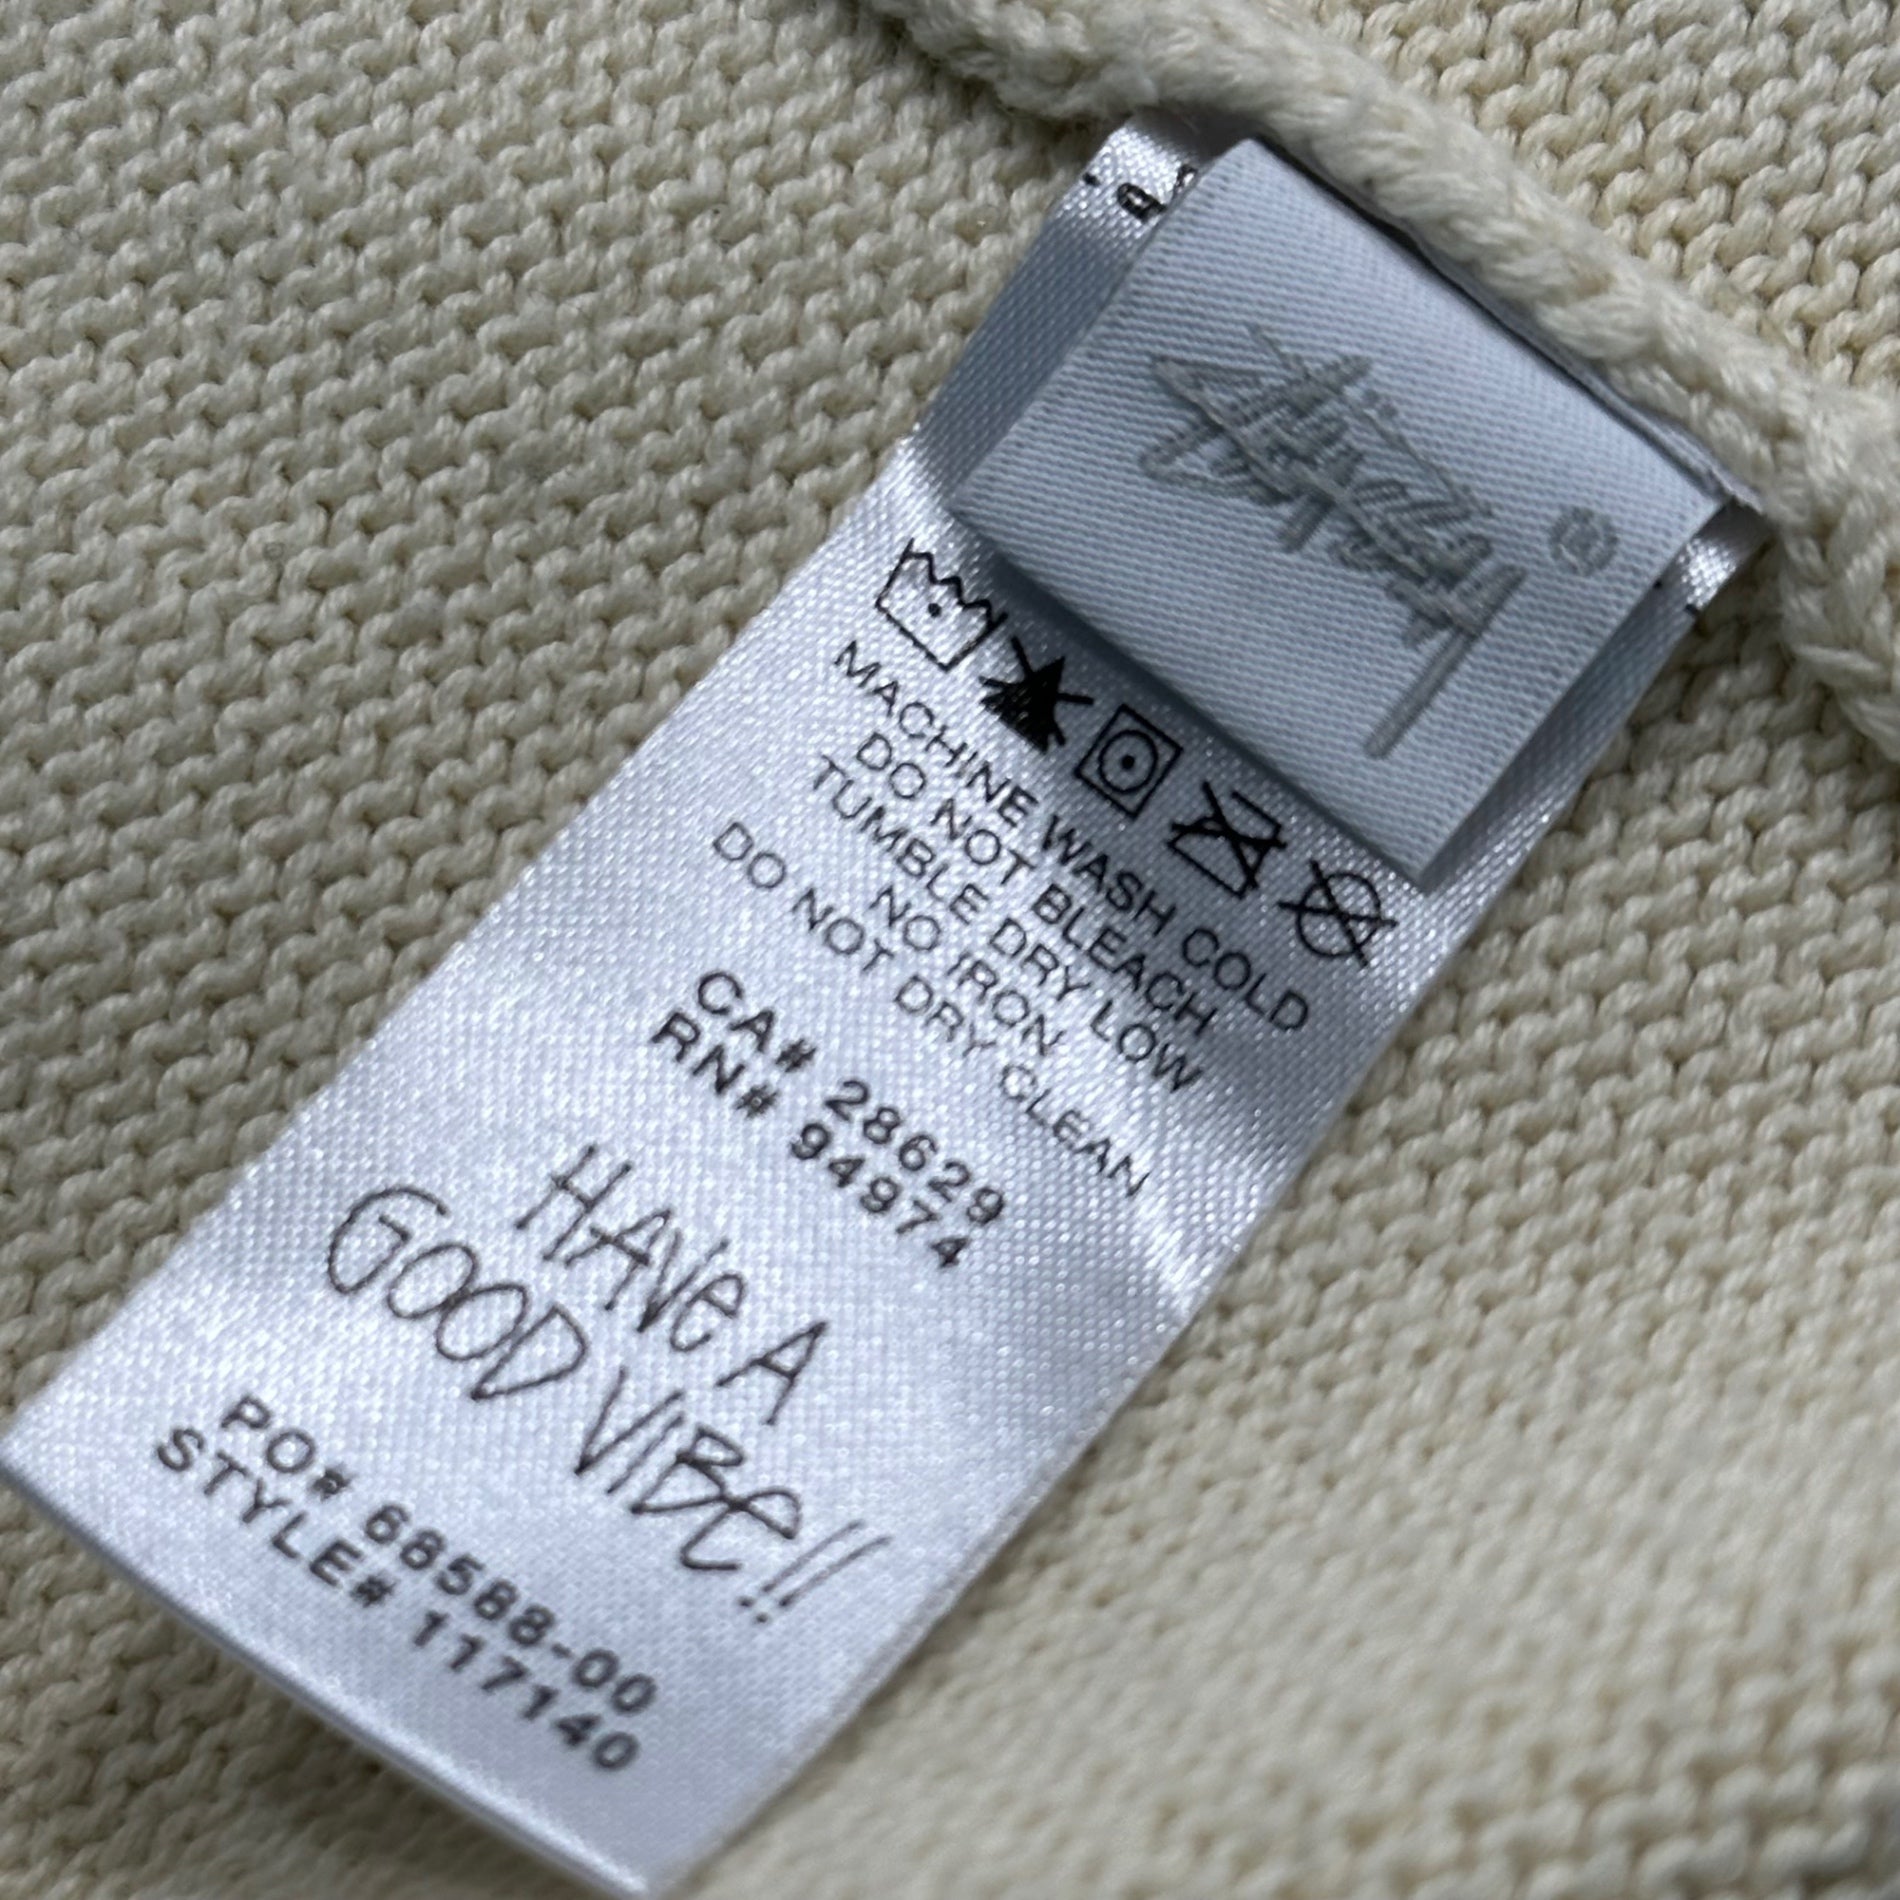 Stüssy ®
MACHINE WASH COLD
DO NOT BLEACH
TUMBLE DRY LOW
NO IRON
DO NOT DRY CLEAN
CA# 28629
RN# 94974
HAVe A
GOOD VIBe!!
PO# 68588-00
STYLE# 117140